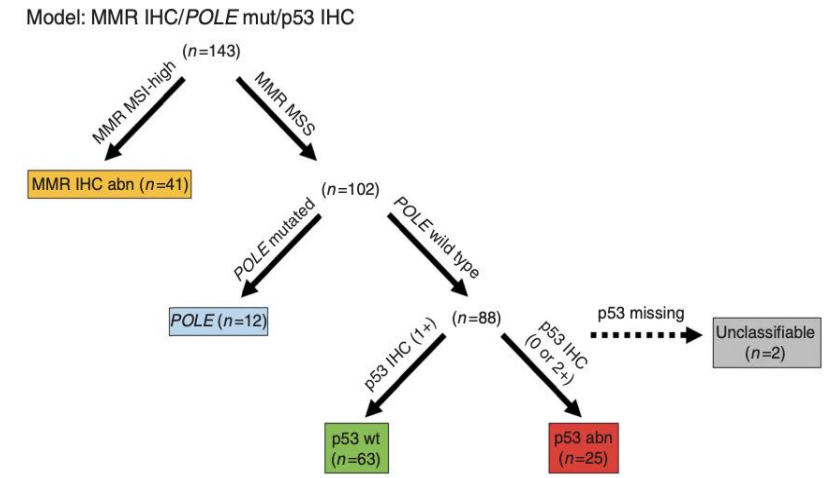 Model: MMR IHC/POLE mut/p53 IHC
(n=143)
MMR MSI-high
MMR MSS
MMR IHC abn (n=41)
(n=102)
POLE mutated
POLE wild type
POLE (n=12)
(n=88)
p53 missing
Unclassifiable
(n=2)
p53 IHC (1+)
p53 IHC
(0 or 2+)
p53 wt
(n=63)
p53 abn
(n=25)